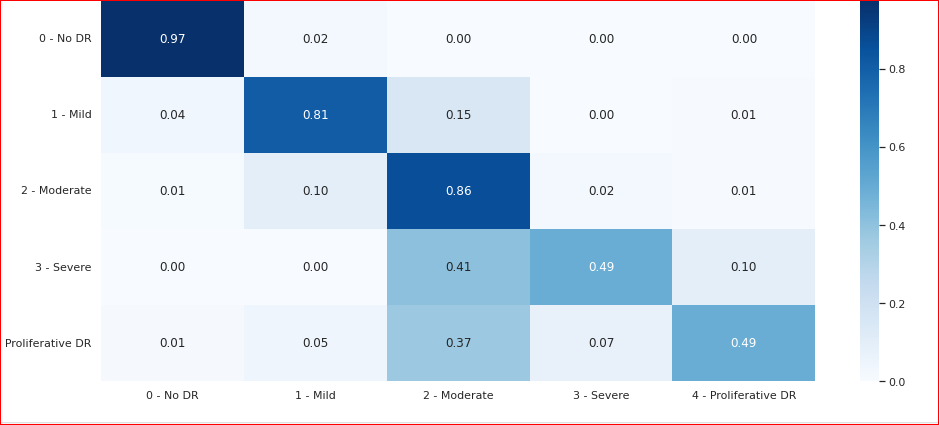 0 - No DR 0.97 0.02 0.00 0.00 0.00
0.8
1 - Mild 0.04 0.81 0.15 0.00 0.01
0.6
2 - Moderate 0.01 0.10 0.86 0.02 0.01
0.4
3 - Severe 0.00 0.00 0.41 0.49 0.10
0.2
Proliferative DR 0.01 0.05 0.37 0.07 0.49
0.0
0 - No DR 1 - Mild 2 - Moderate 3 - Severe 4 - Proliferative DR